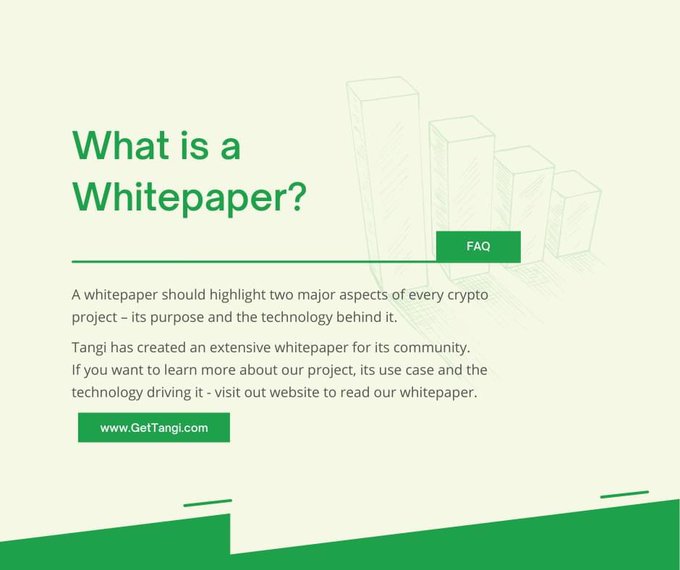 What is a
Whitepaper?
FAQ
A whitepaper should highlight two major aspects of every crypto
project – its purpose and the technology behind it.
Tangi has created an extensive whitepaper for its community.
If you want to learn more about our project, its use case and the
technology driving it - visit out website to read our whitepaper.
www.GetTangi.com